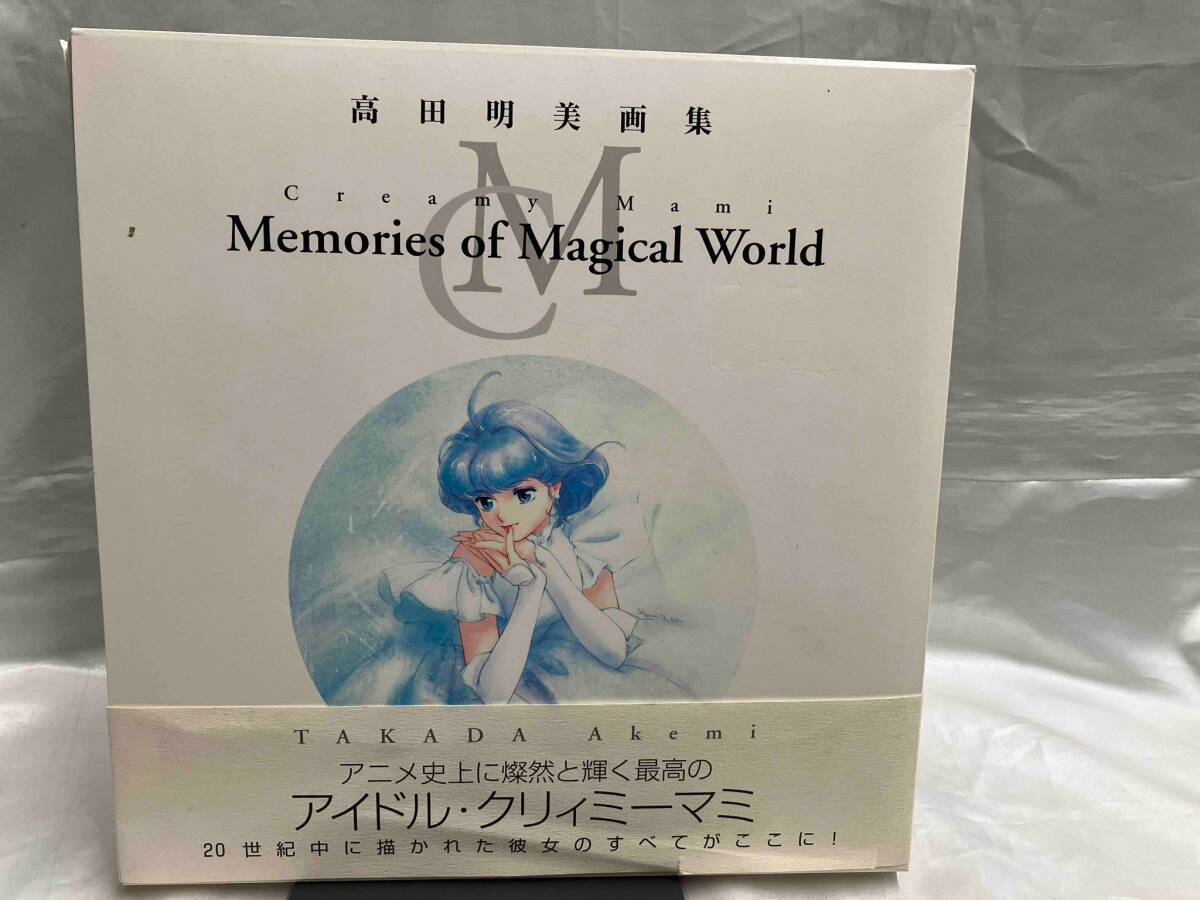 高田明美画集
MC
Creamy Mami
Memories of Magical World
TAKADA Akemi
アニメ史上に燦然と輝く最高の
アイドル・クリィミーマミ
20世紀中に描かれた彼女のすべてがここに!